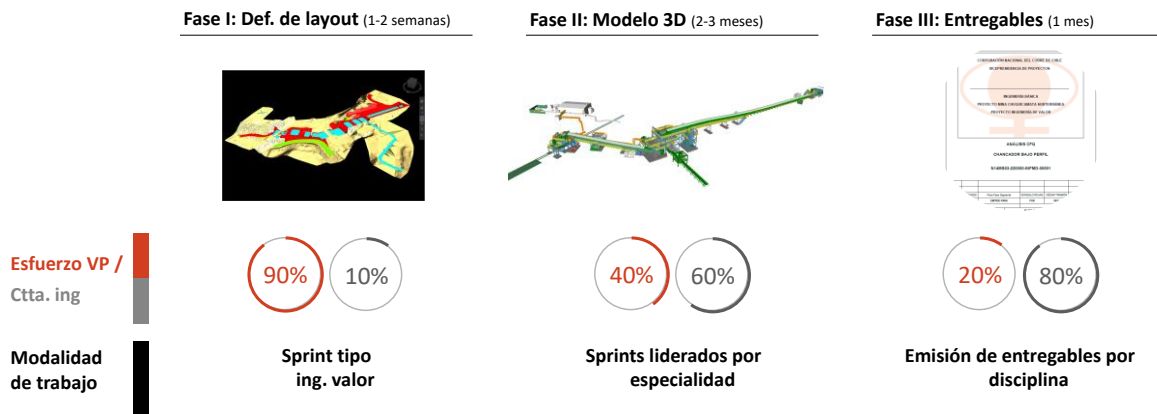 Fase I: Def. de layout (1-2 semanas)
Fase II: Modelo 3D (2-3 meses)
Fase III: Entregables (1 mes)
CORPORACIÓN NACIONAL DEL COBRE DE CHILE
VICEPRESIDENCIA DE PROYECTOS
INGENIERÍA BÁSICA
PROYECTO MINA CHUQUICAMATA SUBTERRÁNEA
PROYECTO INGENIERÍA DE VALOR
CHANCADOR BAJO PERFIL
Esfuerzo VP /
Ctta. ing
90%
10%
40%
60%
20%
80%
Modalidad
de trabajo
Sprint tipo
ing. valor
Sprints liderados por
especialidad
Emisión de entregables por
disciplina